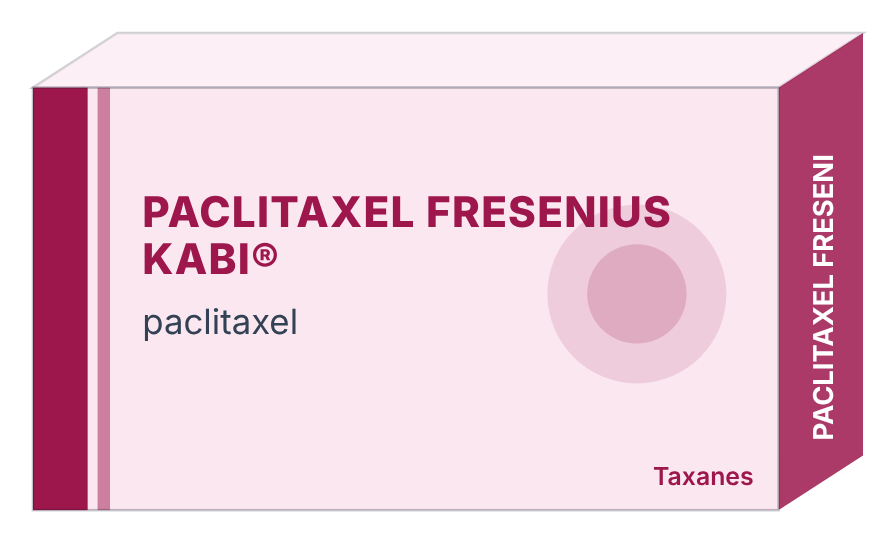 PACLITAXEL FRESENIUS
KABI®
paclitaxel
Taxanes
PACLITAXEL FRESENI